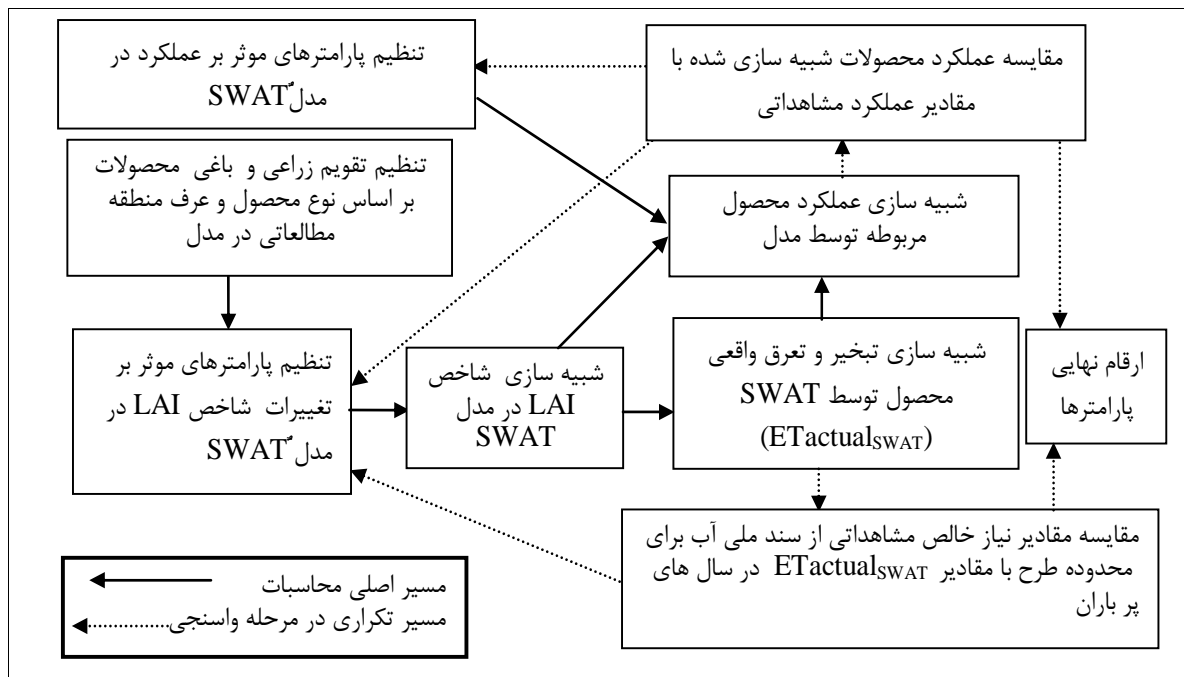 تنظیم پارامترهای موثر بر عملکرد در
مدل SWAT*
مقایسه عملکرد محصولات شبیه سازی شده با
مقادیر عملکرد مشاهداتی
تنظیم تقویم زراعی و باغی محصولات
بر اساس نوع محصول و عرف منطقه
مطالعاتی در مدل
شبیه سازی عملکرد محصول
مربوطه توسط مدل
تنظیم پارامترهای موثر بر
تغییرات شاخص LAI در
مدل SWAT*
شبیه سازی شاخص
LAI در مدل
SWAT
شبیه سازی تبخیر و تعرق واقعی
محصول توسط SWAT
(ETactualSWAT)
ارقام نهایی
پارامترها
مقایسه مقادیر نیاز خالص مشاهداتی از سند ملی آب برای
محدوده طرح با مقادیر ETactualSWAT در سال های
پر باران
مسیر اصلی محاسبات
مسیر تکراری در مرحله واسنجی